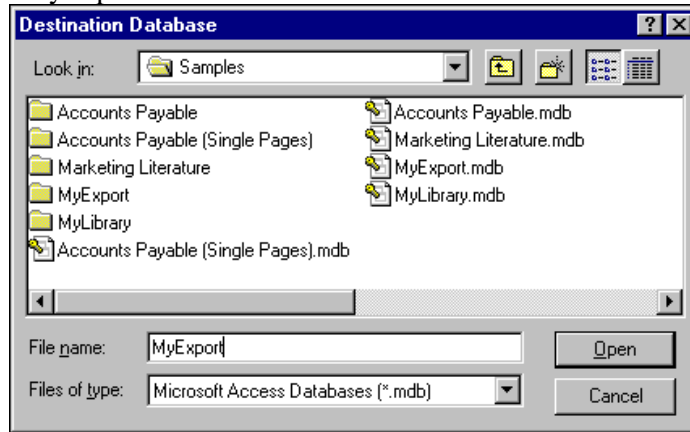 Destination Database
Look in: Samples
Accounts Payable
Accounts Payable (Single Pages)
Marketing Literature
MyExport
MyLibrary
Accounts Payable (Single Pages).mdb
Accounts Payable.mdb
Marketing Literature.mdb
MyExport.mdb
MyLibrary.mdb
File name: MyExport
Open
Files of type: Microsoft Access Databases (*.mdb)
Cancel